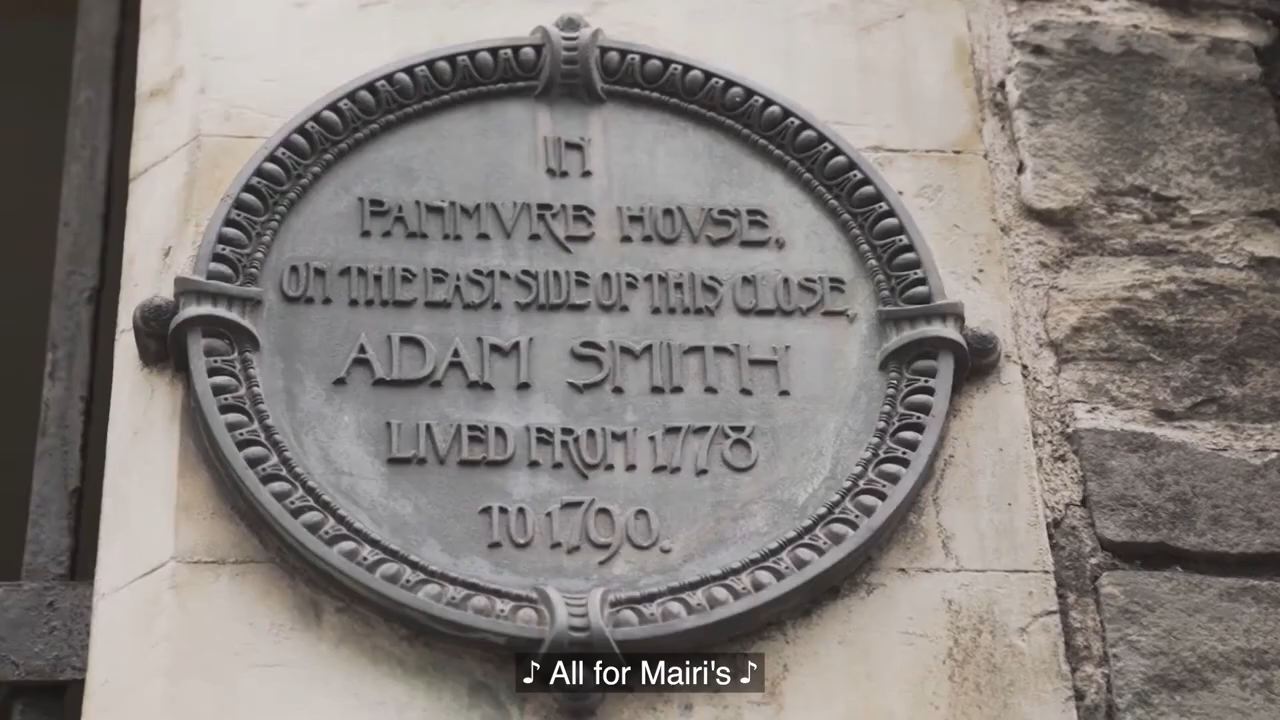 IN
PANMVRE HOVSE,
ON THE EAST SIDE OF THIS CLOSE,
ADAM SMITH
LIVED FROM 1778
TO 1790.
♪ All for Mairi's ♪